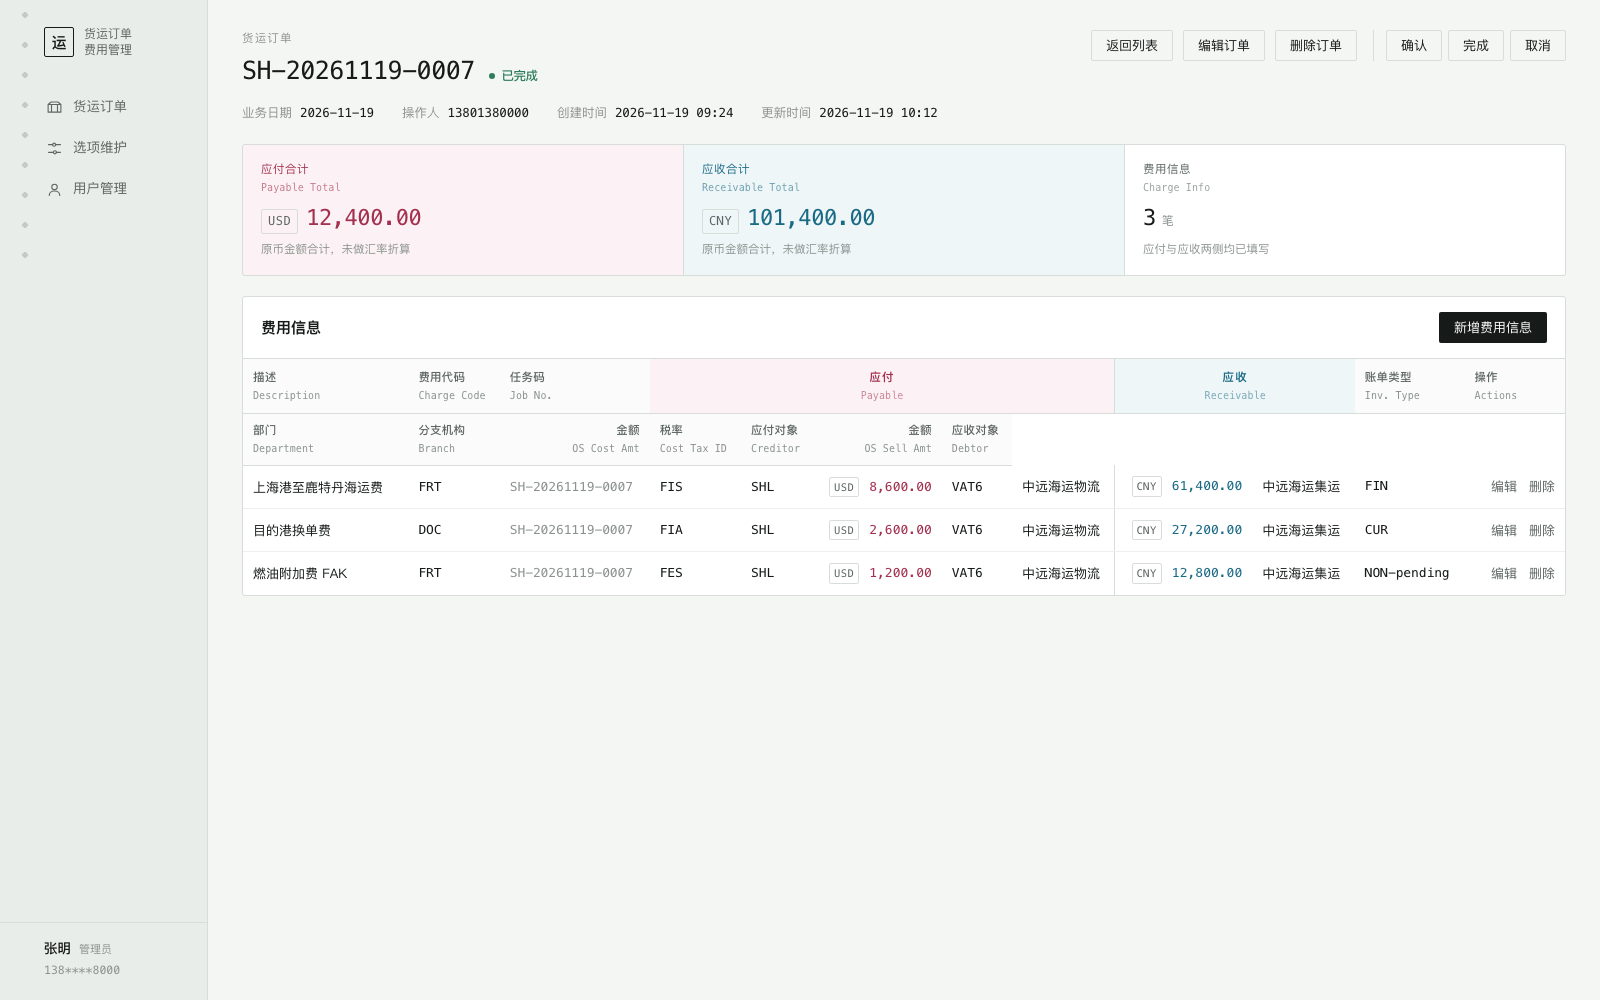 运
货运订单
费用管理
货运订单
选项维护
用户管理
张明 管理员
138****8000
货运订单
SH-20261119-0007 已完成
返回列表 编辑订单 删除订单 确认 完成 取消
业务日期 2026-11-19 操作人 13801380000 创建时间 2026-11-19 09:24 更新时间 2026-11-19 10:12
应付合计
Payable Total
USD 12,400.00
原币金额合计，未做汇率折算
应收合计
Receivable Total
CNY 101,400.00
原币金额合计，未做汇率折算
费用信息
Charge Info
3 笔
应付与应收两侧均已填写
费用信息 新增费用信息
描述 费用代码 任务码 应付 应收 账单类型 操作
Description Charge Code Job No. Payable Receivable Inv. Type Actions
部门 分支机构 金额 税率 应付对象 金额 应收对象
Department Branch OS Cost Amt Cost Tax ID Creditor OS Sell Amt Debtor
上海港至鹿特丹海运费 FRT SH-20261119-0007 FIS SHL USD 8,600.00 VAT6 中远海运物流 CNY 61,400.00 中远海运集运 FIN 编辑 删除
目的港换单费 DOC SH-20261119-0007 FIA SHL USD 2,600.00 VAT6 中远海运物流 CNY 27,200.00 中远海运集运 CUR 编辑 删除
燃油附加费 FAK FRT SH-20261119-0007 FES SHL USD 1,200.00 VAT6 中远海运物流 CNY 12,800.00 中远海运集运 NON-pending 编辑 删除